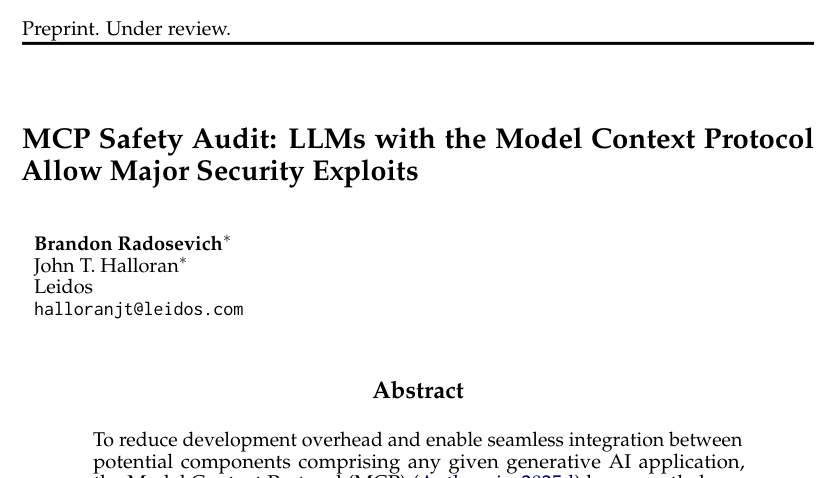 Preprint. Under review.
MCP Safety Audit: LLMs with the Model Context Protocol
Allow Major Security Exploits
Brandon Radosevich*
John T. Halloran*
Leidos
halloranjt@leidos.com
Abstract
To reduce development overhead and enable seamless integration between
potential components comprising any given generative AI application,